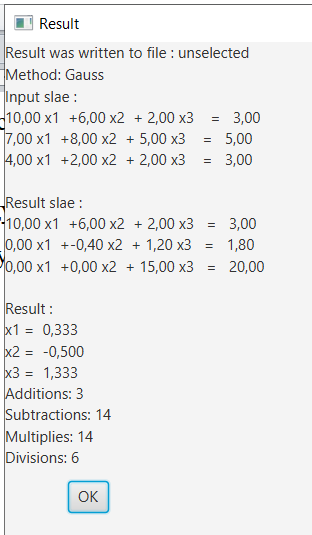 Result
Result was written to file : unselected
Method: Gauss
Input slae :
10,00 x1 +6,00 x2 + 2,00 x3 = 3,00
7,00 x1 +8,00 x2 + 5,00 x3 = 5,00
4,00 x1 +2,00 x2 + 2,00 x3 = 3,00
Result slae :
10,00 x1 +6,00 x2 + 2,00 x3 = 3,00
0,00 x1 +-0,40 x2 + 1,20 x3 = 1,80
0,00 x1 +0,00 x2 + 15,00 x3 = 20,00
Result :
x1 = 0,333
x2 = -0,500
x3 = 1,333
Additions: 3
Subtractions: 14
Multiplies: 14
Divisions: 6
OK